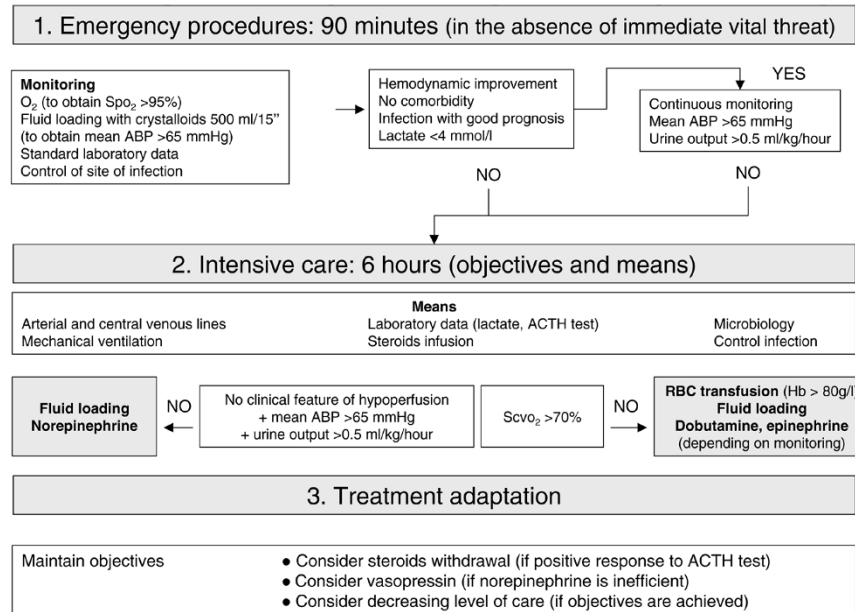 1. Emergency procedures: 90 minutes (in the absence of immediate vital threat)
Monitoring
O₂ (to obtain Spo₂ >95%)
Fluid loading with crystalloids 500 ml/15”
(to obtain mean ABP >65 mmHg)
Standard laboratory data
Control of site of infection
Hemodynamic improvement
No comorbidity
Infection with good prognosis
Lactate <4 mmol/l
YES
Continuous monitoring
Mean ABP >65 mmHg
Urine output >0.5 ml/kg/hour
NO
NO
2. Intensive care: 6 hours (objectives and means)
Means
Arterial and central venous lines
Mechanical ventilation
Laboratory data (lactate, ACTH test)
Steroids infusion
Microbiology
Control infection
Fluid loading
Norepinephrine
NO
No clinical feature of hypoperfusion
+ mean ABP >65 mmHg
+ urine output >0.5 ml/kg/hour
Scvo₂ >70%
NO
RBC transfusion (Hb > 80g/l)
Fluid loading
Dobutamine, epinephrine
(depending on monitoring)
3. Treatment adaptation
Maintain objectives
● Consider steroids withdrawal (if positive response to ACTH test)
● Consider vasopressin (if norepinephrine is inefficient)
● Consider decreasing level of care (if objectives are achieved)